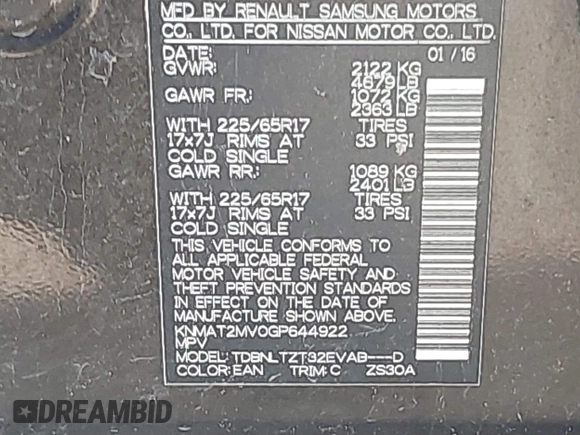 MFD BY RENAULT SAMSUNG MOTORS
CO., LTD. FOR NISSAN MOTOR CO., LTD.
DATE: 01/16
GVWR: 2122 KG
4679 LB
GAWR FR.: 1072 KG
2363 LB
WITH 225/65R17 TIRES
17x7J RIMS AT 33 PSI
COLD SINGLE
GAWR RR.: 1089 KG
2401 LB
WITH 225/65R17 TIRES
17x7J RIMS AT 33 PSI
COLD SINGLE
THIS VEHICLE CONFORMS TO
ALL APPLICABLE FEDERAL
MOTOR VEHICLE SAFETY AND
THEFT PREVENTION STANDARDS
IN EFFECT ON THE DATE OF
MANUFACTURE SHOWN ABOVE.
KNMAT2MV0GP644922
MPV
MODEL: TDBNLTZT32EVAB---D
COLOR: EAN TRIM: C ZS30A
DREAMBID